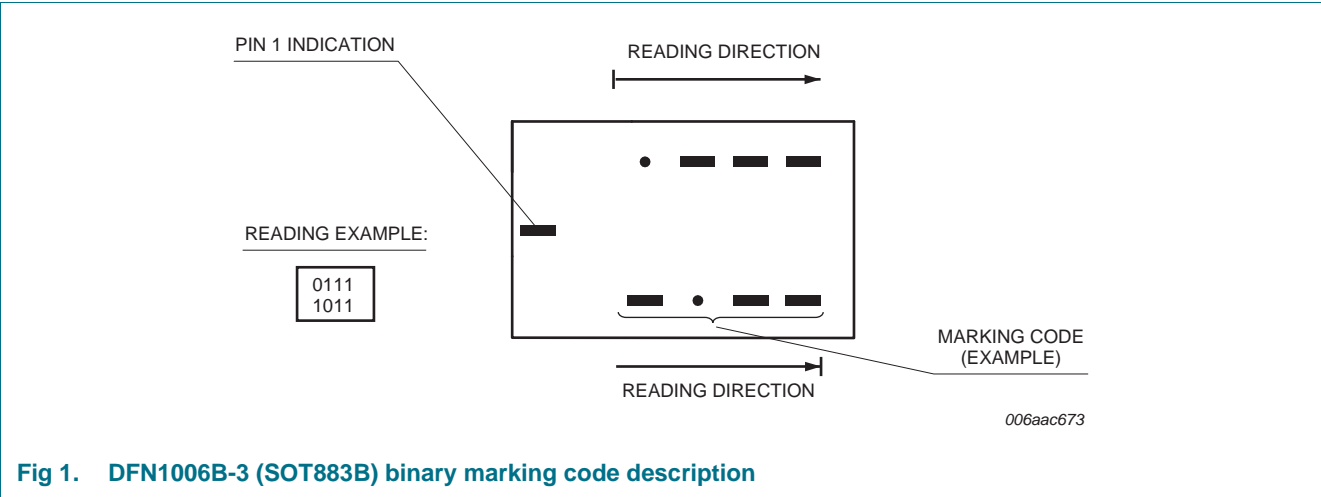 PIN 1 INDICATION
READING DIRECTION
READING EXAMPLE:
0111
1011
MARKING CODE
(EXAMPLE)
READING DIRECTION
006aac673
Fig 1. DFN1006B-3 (SOT883B) binary marking code description